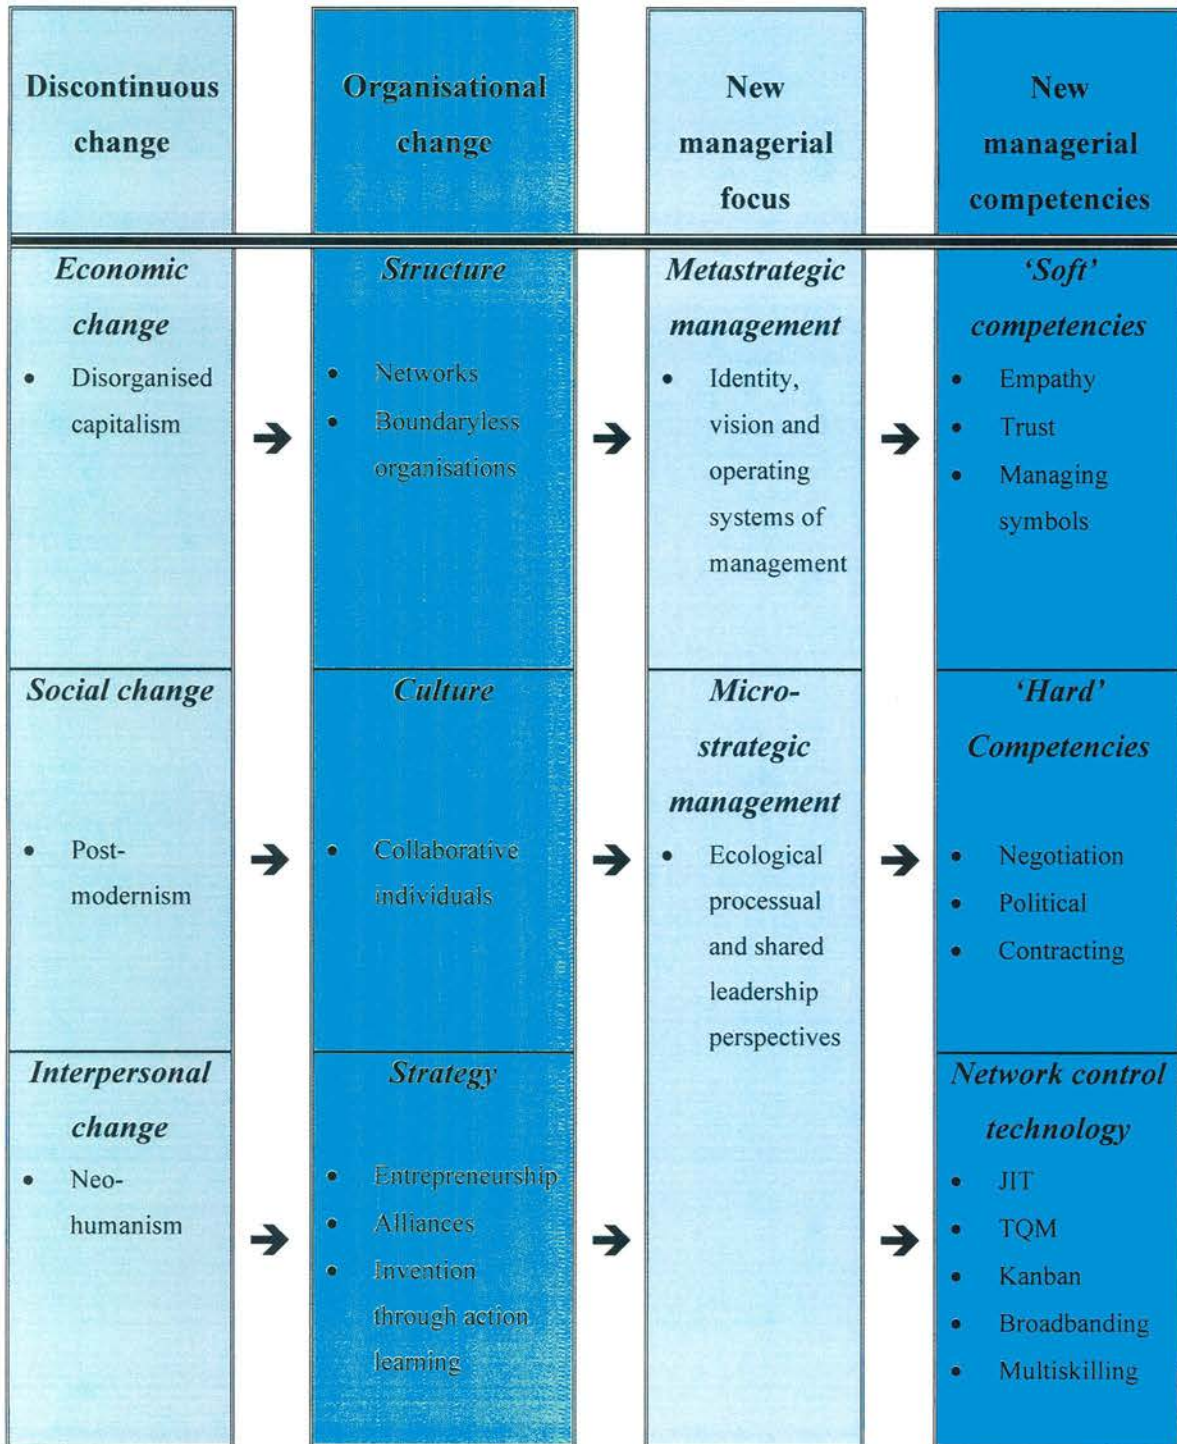 Discontinuous
change
Organisational
change
New
managerial
focus
New
managerial
competencies
Economic
change
• Disorganised
capitalism
Structure
• Networks
• Boundaryless
organisations
Metastrategic
management
• Identity,
vision and
operating
systems of
management
‘Soft’
competencies
• Empathy
• Trust
• Managing
symbols
Social change
• Post-
modernism
Culture
• Collaborative
individuals
Micro-
strategic
management
• Ecological
processual
and shared
leadership
perspectives
‘Hard’
Competencies
• Negotiation
• Political
• Contracting
Interpersonal
change
• Neo-
humanism
Strategy
• Entrepreneurship
• Alliances
• Invention
through action
learning
Network control
technology
• JIT
• TQM
• Kanban
• Broadbanding
• Multiskilling